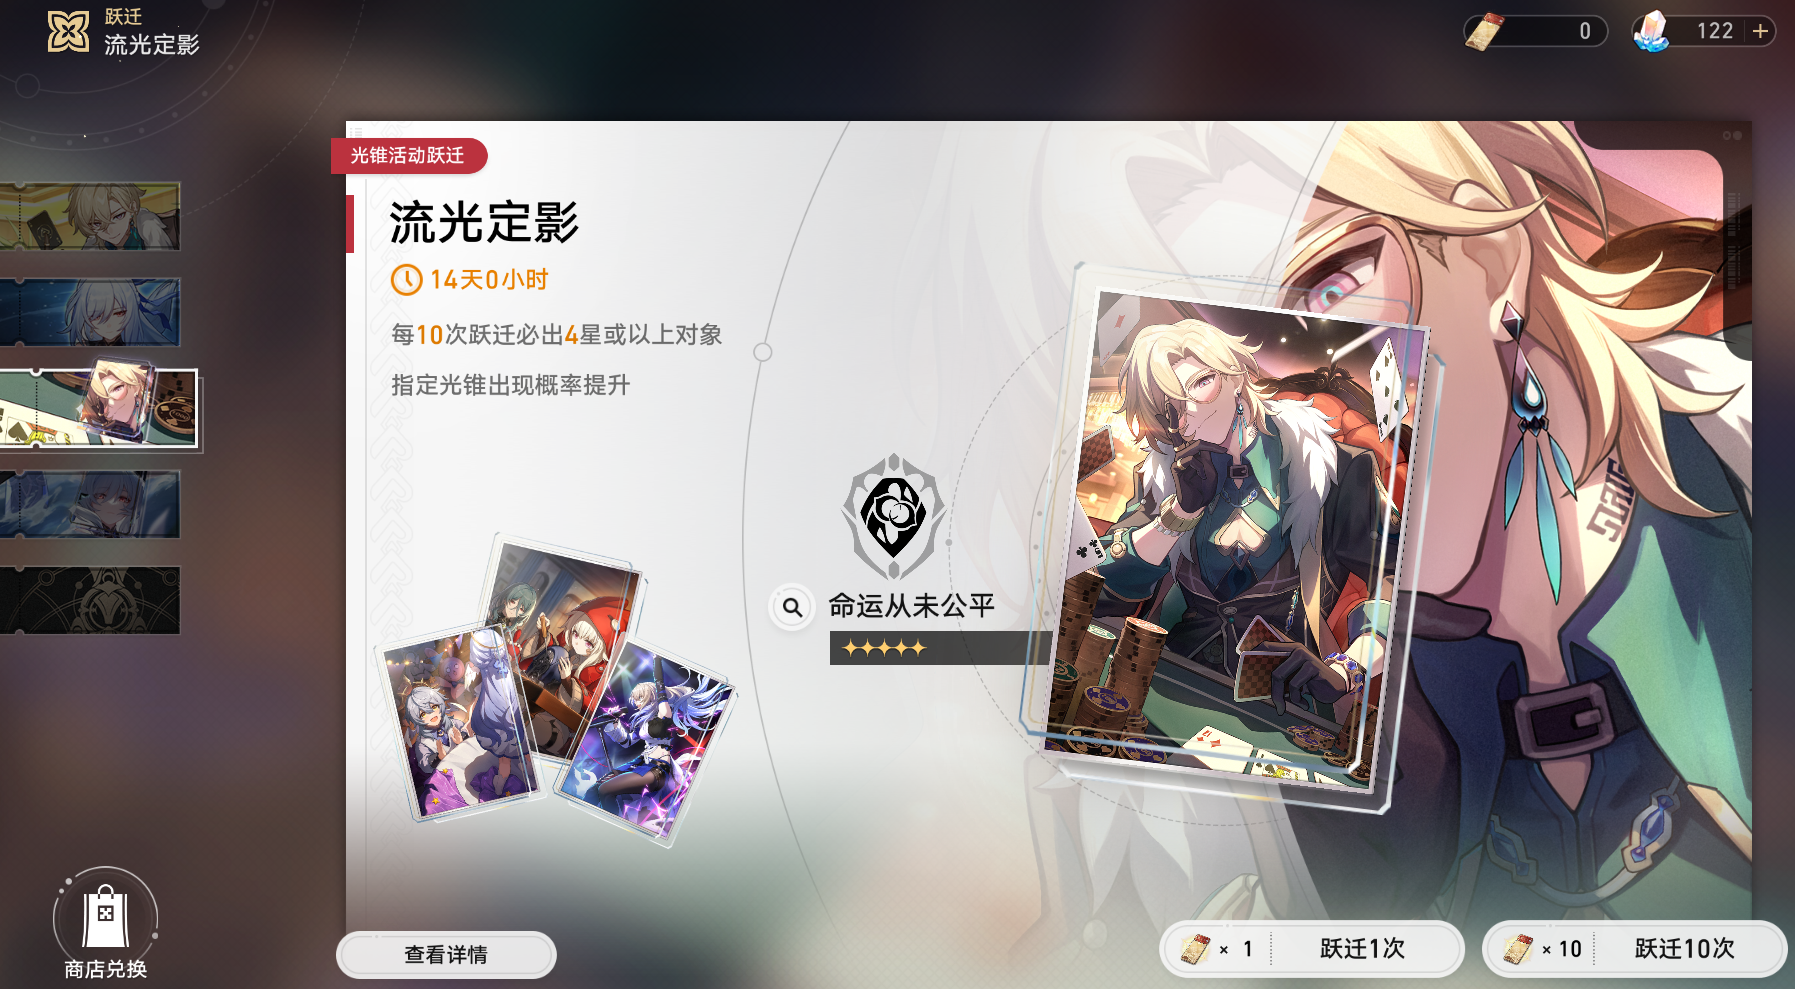 跃迁
流光定影
0
122
光锥活动跃迁
流光定影
14天0小时
每10次跃迁必出4星或以上对象
指定光锥出现概率提升
命运从未公平
商店兑换
查看详情
× 1 跃迁1次
× 10 跃迁10次